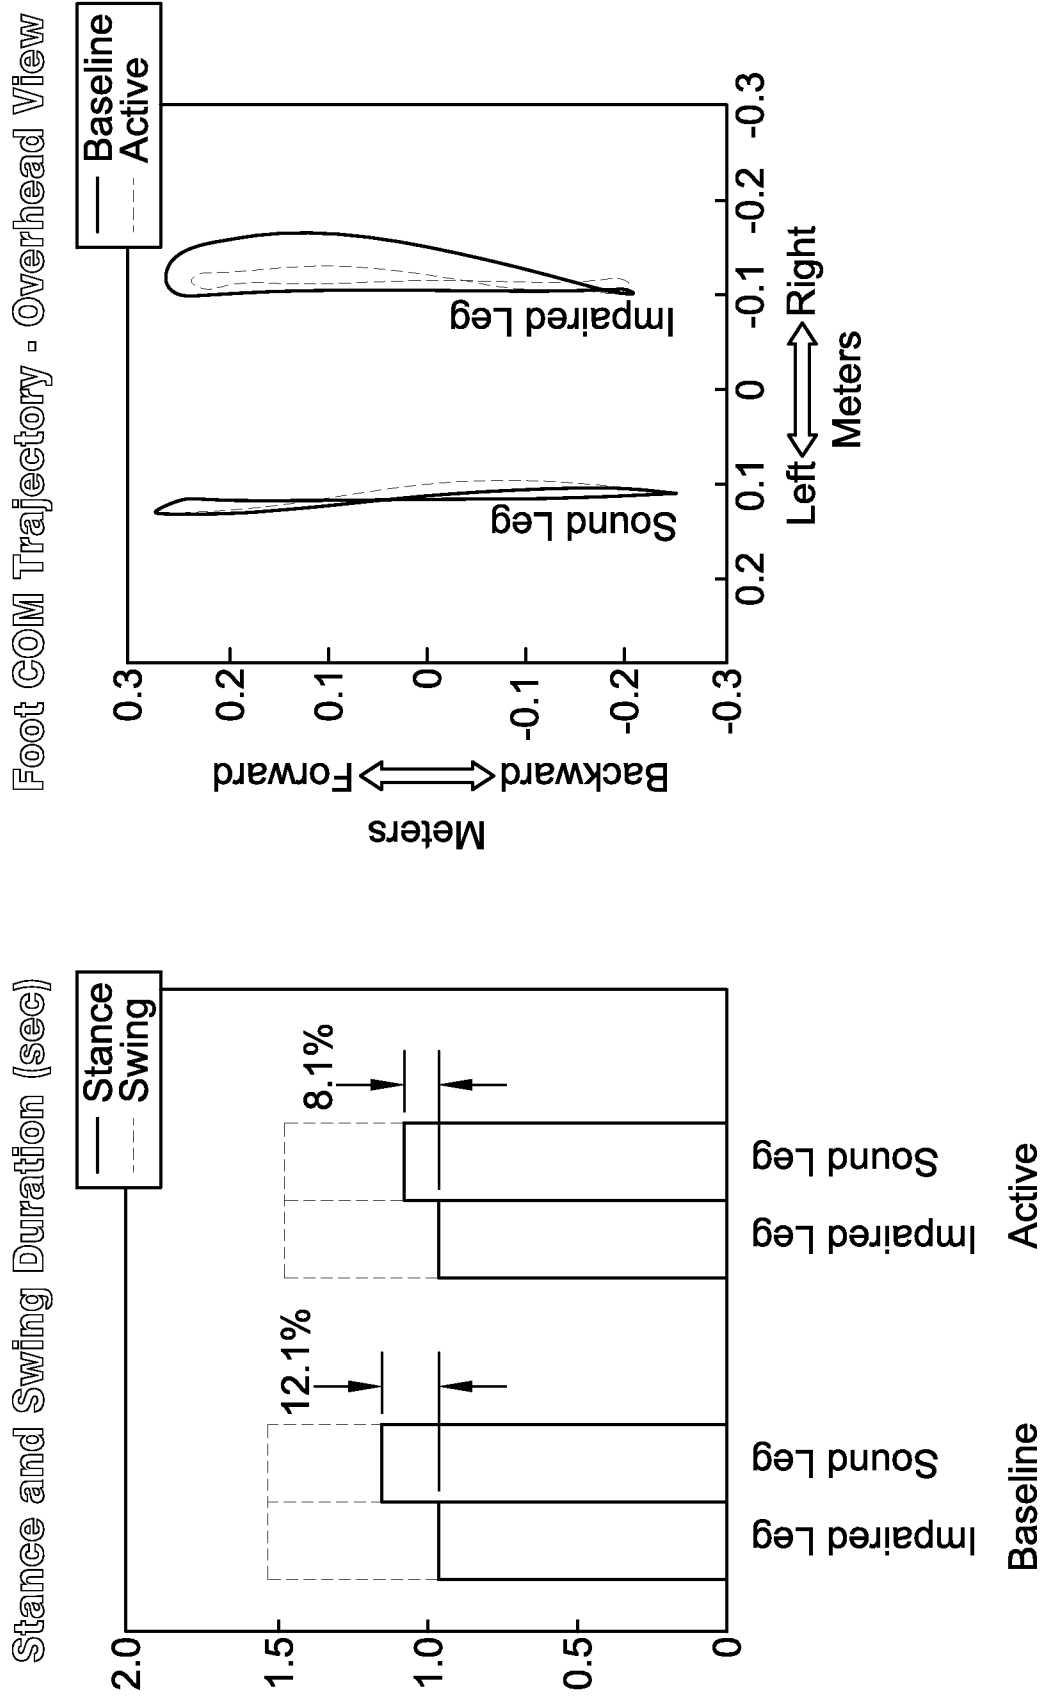 Stance and Swing Duration (sec)
Stance
Swing
2.0
1.5
1.0
0.5
0
12.1%
8.1%
Impaired Leg
Sound Leg
Impaired Leg
Sound Leg
Baseline
Active
Foot COM Trajectory - Overhead View
Baseline
Active
0.3
0.2
0.1
0
-0.1
-0.2
-0.3
Meters
Backward
Forward
Sound Leg
Impaired Leg
0.2
0.1
0
-0.1
-0.2
-0.3
Left
Right
Meters